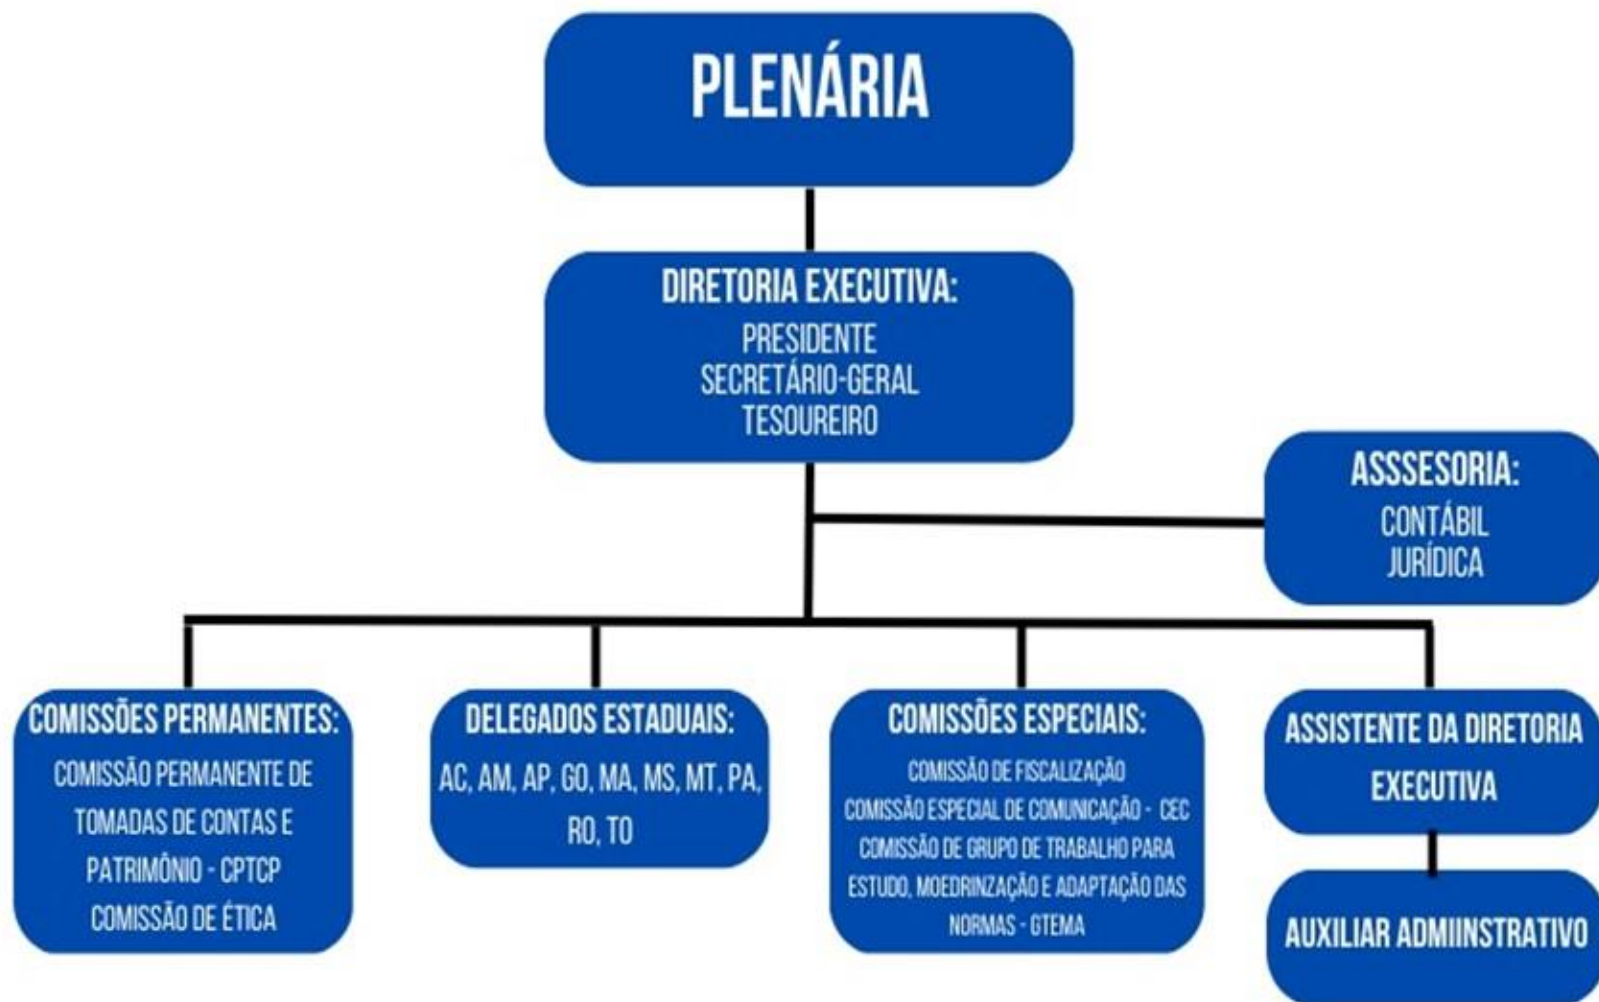 PLENÁRIA
DIRETORIA EXECUTIVA:
PRESIDENTE
SECRETÁRIO-GERAL
TESOUREIRO
ASSSESORIA:
CONTÁBIL
JURÍDICA
COMISSÕES PERMANENTES:
COMISSÃO PERMANENTE DE
TOMADAS DE CONTAS E
PATRIMÔNIO - CPTCP
COMISSÃO DE ÉTICA
DELEGADOS ESTADUAIS:
AC, AM, AP, GO, MA, MS, MT, PA,
RO, TO
COMISSÕES ESPECIAIS:
COMISSÃO DE FISCALIZAÇÃO
COMISSÃO ESPECIAL DE COMUNICAÇÃO - CEC
COMISSÃO DE GRUPO DE TRABALHO PARA
ESTUDO, MOEDRINZAÇÃO E ADAPTAÇÃO DAS
NORMAS - GTEMA
ASSISTENTE DA DIRETORIA
EXECUTIVA
AUXILIAR ADMIINSTRATIVO